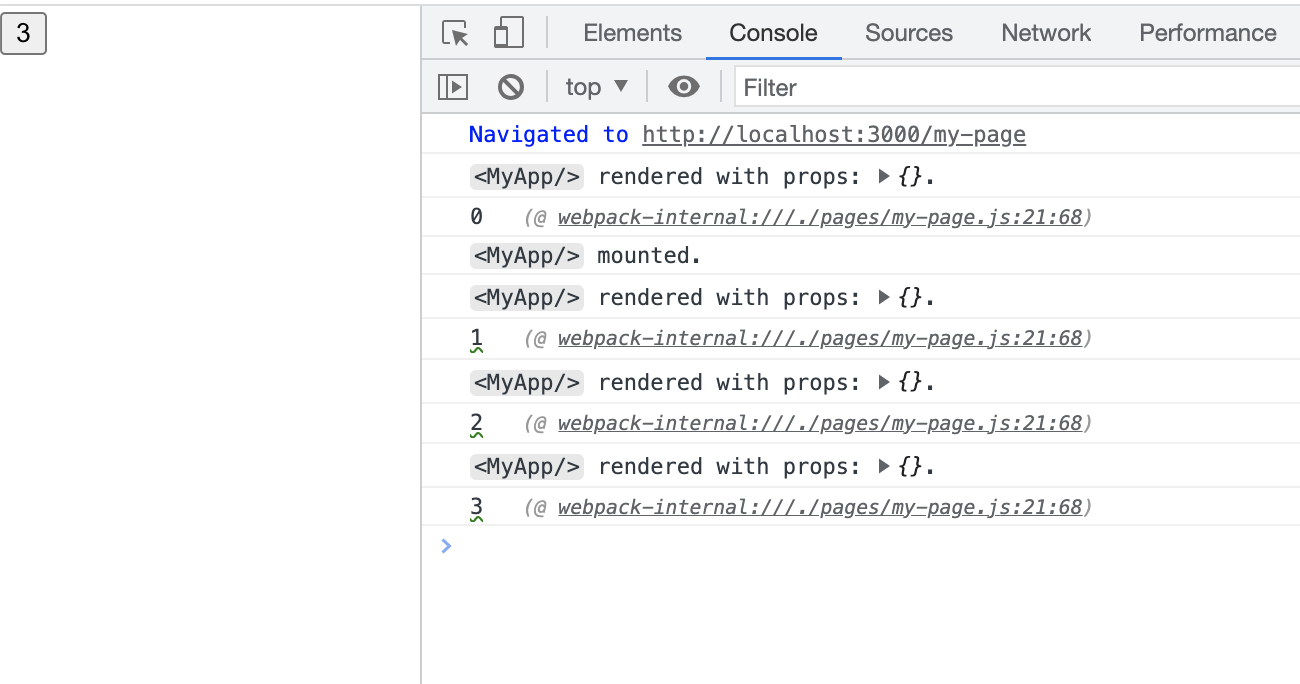 3
Elements Console Sources Network Performance
top ▼ Filter
Navigated to http://localhost:3000/my-page
<MyApp/> rendered with props: ▶ {}.
0 (@ webpack-internal:///./pages/my-page.js:21:68)
<MyApp/> mounted.
<MyApp/> rendered with props: ▶ {}.
1 (@ webpack-internal:///./pages/my-page.js:21:68)
<MyApp/> rendered with props: ▶ {}.
2 (@ webpack-internal:///./pages/my-page.js:21:68)
<MyApp/> rendered with props: ▶ {}.
3 (@ webpack-internal:///./pages/my-page.js:21:68)